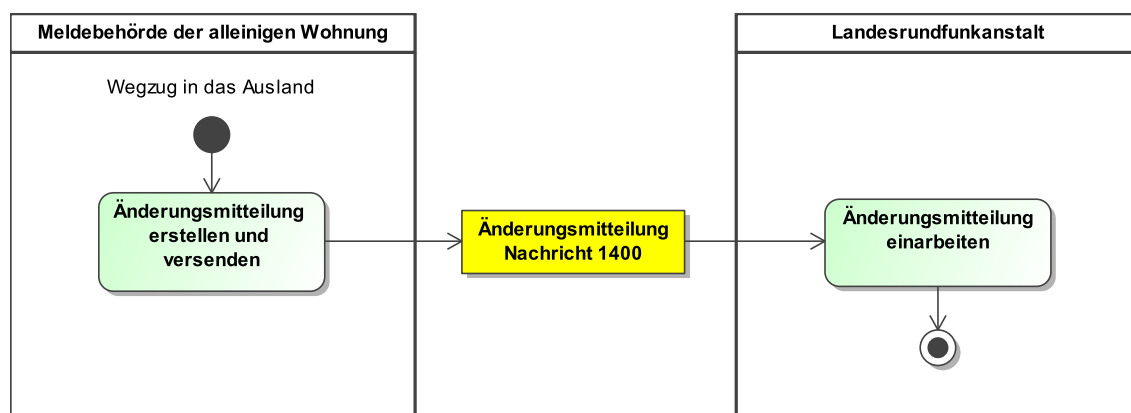 Meldebehörde der alleinigen Wohnung
Landesrundfunkanstalt
Wegzug in das Ausland
Änderungsmitteilung
erstellen und
versenden
Änderungsmitteilung
Nachricht 1400
Änderungsmitteilung
einarbeiten